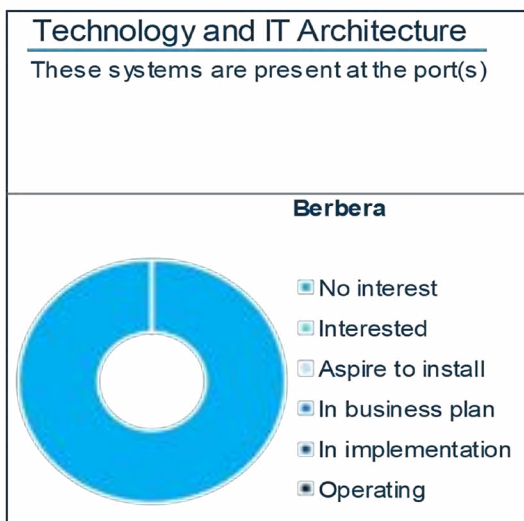 Technology and IT Architecture
These systems are present at the port(s)
Berbera
No interest
Interested
Aspire to install
In business plan
In implementation
Operating